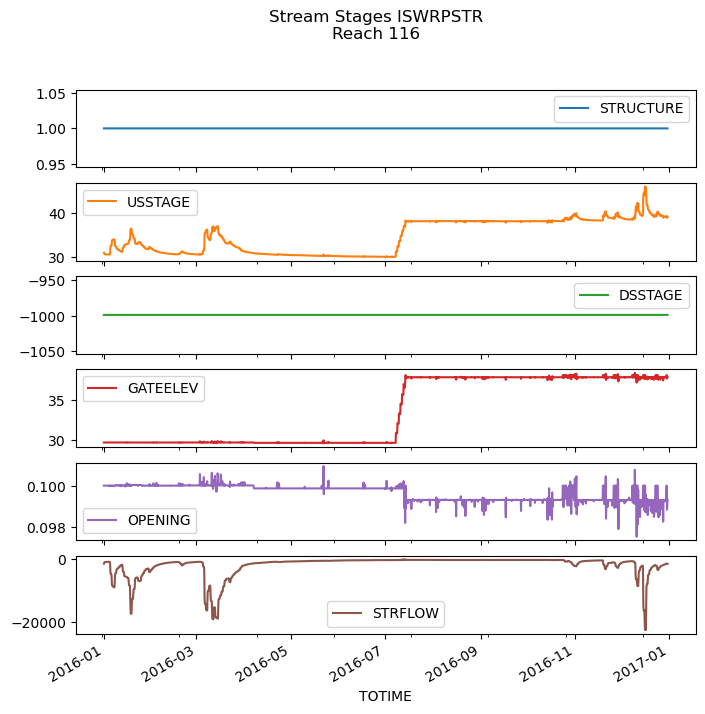 Stream Stages ISWRPSTR
Reach 116
1.05
1.00
0.95
STRUCTURE
40
30
USSTAGE
−950
−1000
−1050
DSSTAGE
35
30
GATEELEV
0.100
0.098
OPENING
0
−20000
STRFLOW
2016-01
2016-03
2016-05
2016-07
2016-09
2016-11
2017-01
TOTIME